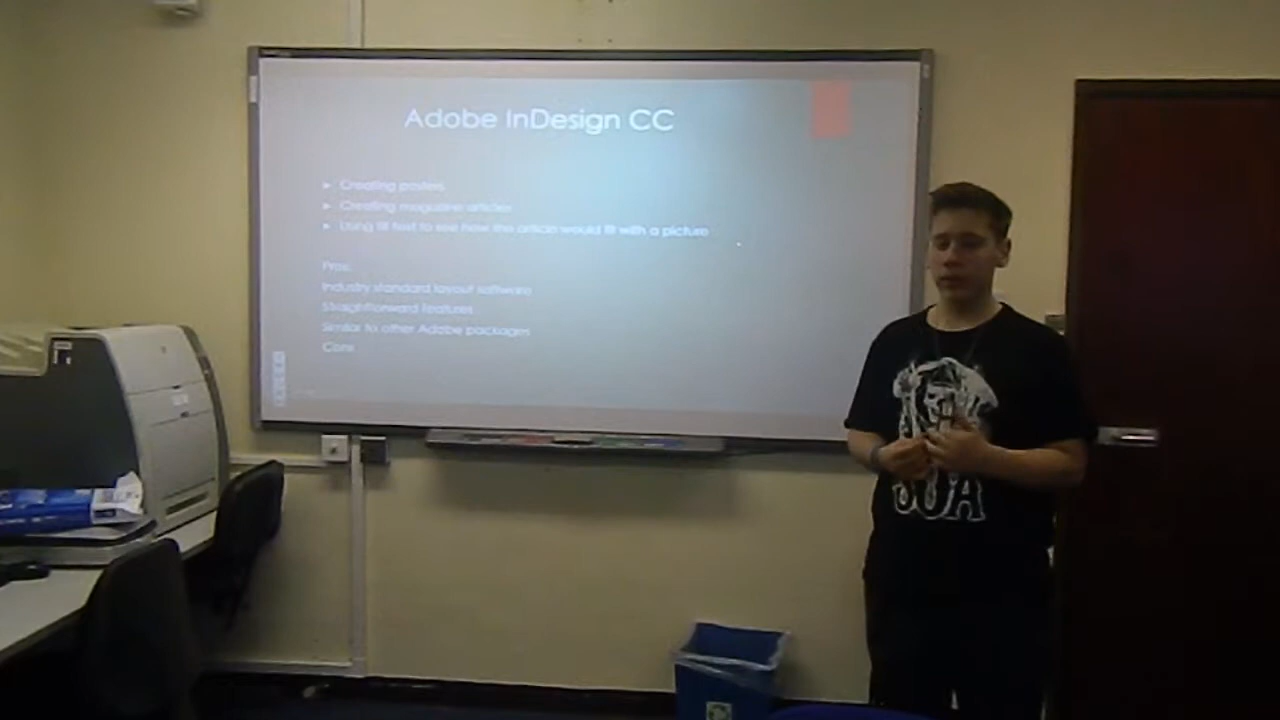 Adobe InDesign CC
► Creating posters
► Creating magazine articles
► Using fill text to see how the article would fit with a picture
Pros
Industry standard layout software
Straightforward features
Similar to other Adobe packages
Cons
SOA